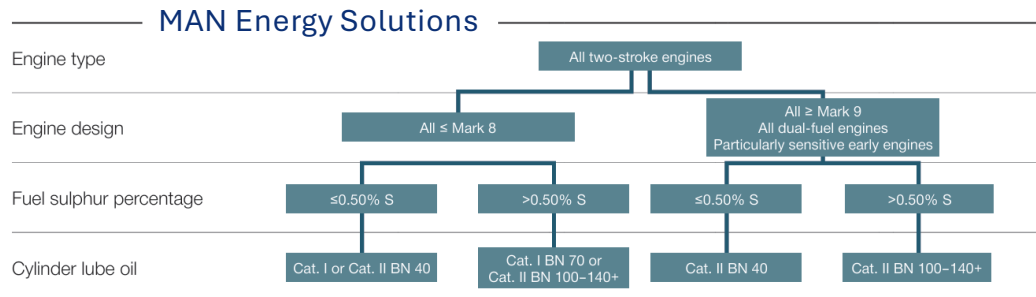 MAN Energy Solutions
Engine type
All two-stroke engines
Engine design
All ≤ Mark 8
All ≥ Mark 9
All dual-fuel engines
Particularly sensitive early engines
Fuel sulphur percentage
≤0.50% S
>0.50% S
≤0.50% S
>0.50% S
Cylinder lube oil
Cat. I or Cat. II BN 40
Cat. I BN 70 or
Cat. II BN 100–140+
Cat. II BN 40
Cat. II BN 100–140+